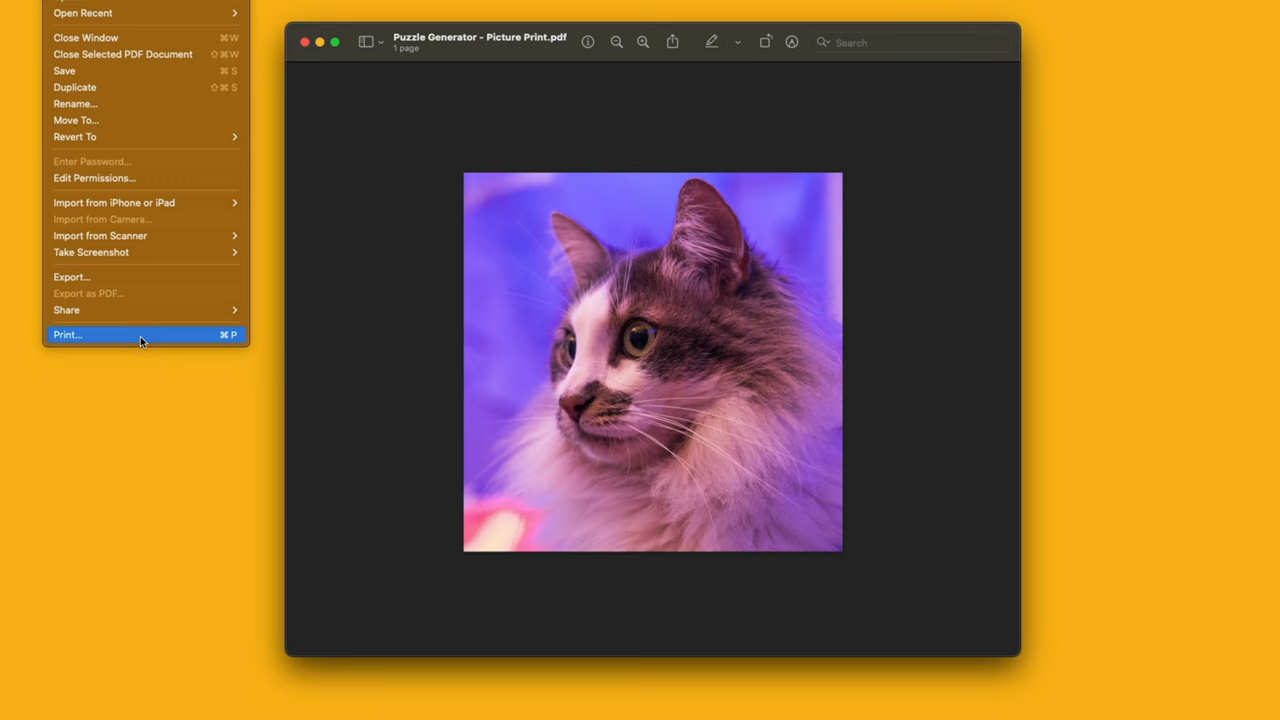 Open Recent
Close Window ⌘W
Close Selected PDF Document ⇧⌘W
Save ⌘S
Duplicate ⇧⌘S
Rename...
Move To...
Revert To
Enter Password...
Edit Permissions...
Import from iPhone or iPad
Import from Camera...
Import from Scanner
Take Screenshot
Export...
Export as PDF...
Share
Print... ⌘P
Puzzle Generator - Picture Print.pdf
1 page
Search